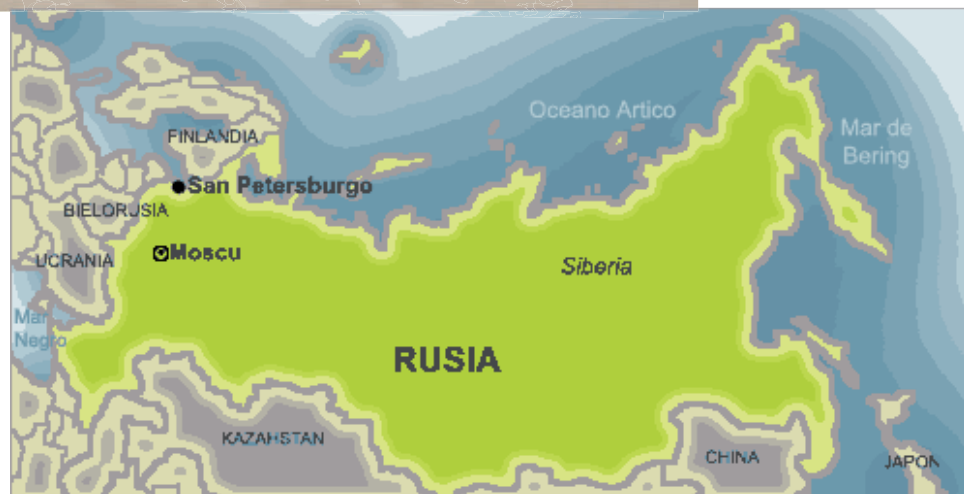 Oceano Artico
Mar de
Bering
FINLANDIA
San Petersburgo
BIELORUSIA
Moscu
UCRANIA
Siberia
Mar
Negro
RUSIA
KAZAHSTAN
CHINA
JAPON